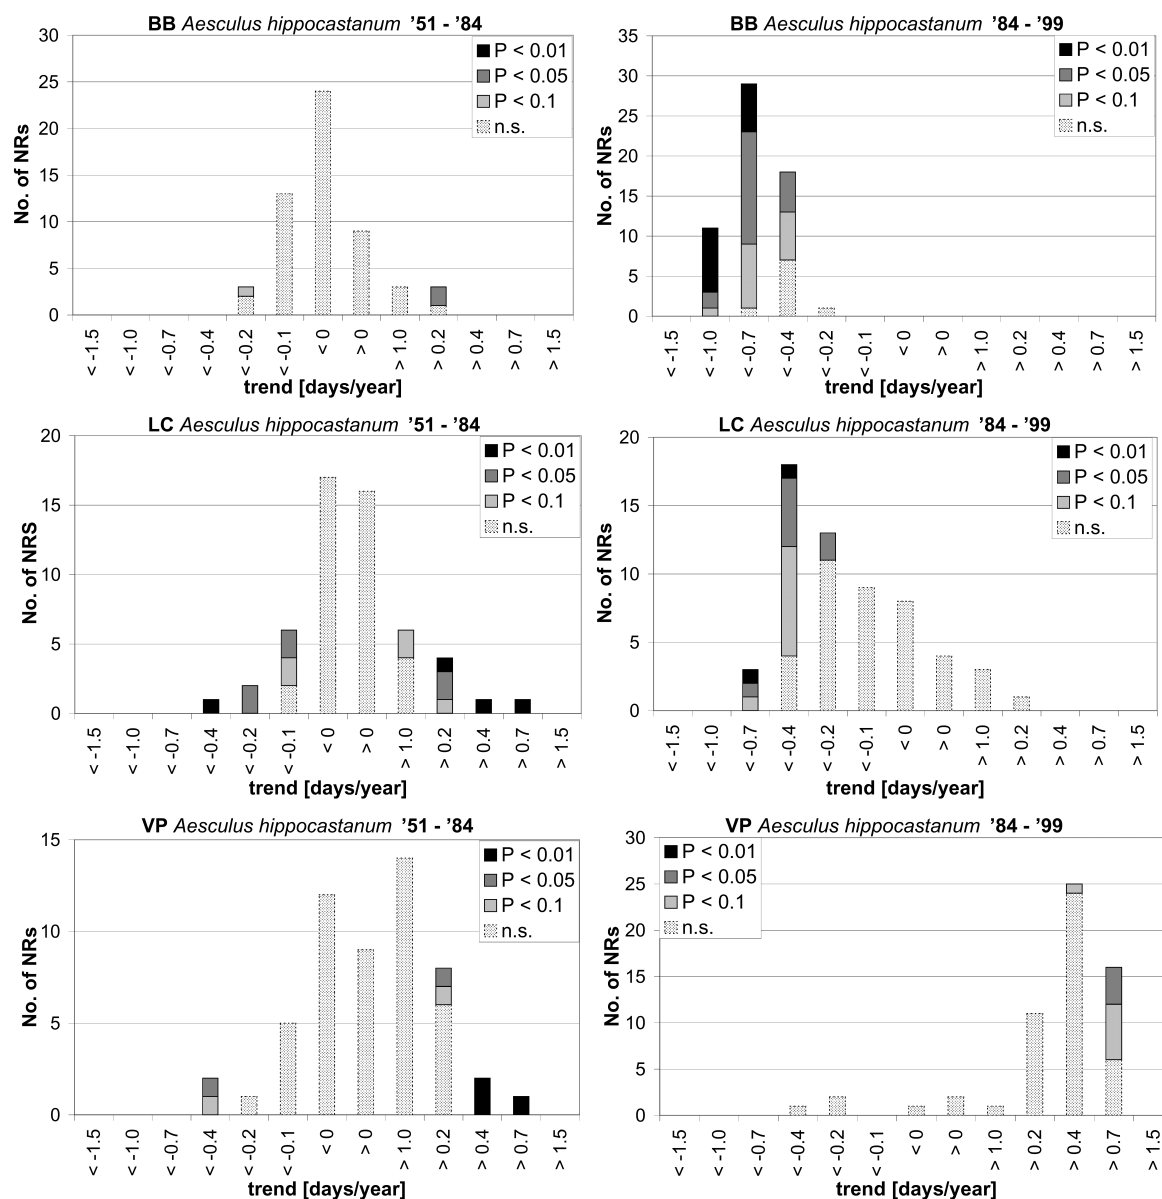 BB Aesculus hippocastanum ’51 - ’84
30
25
20
15
10
5
0
No. of NRs
P < 0.01
P < 0.05
P < 0.1
n.s.
< -1.5
< -1.0
< -0.7
< -0.4
< -0.2
< -0.1
< 0
> 0
> 1.0
> 0.2
> 0.4
> 0.7
> 1.5
trend [days/year]
BB Aesculus hippocastanum ’84 - ’99
35
30
25
20
15
10
5
0
No. of NRs
P < 0.01
P < 0.05
P < 0.1
n.s.
< -1.5
< -1.0
< -0.7
< -0.4
< -0.2
< -0.1
< 0
> 0
> 1.0
> 0.2
> 0.4
> 0.7
> 1.5
trend [days/year]
LC Aesculus hippocastanum ’51 - ’84
20
15
10
5
0
No. of NRS
P < 0.01
P < 0.05
P < 0.1
n.s.
< -1.5
< -1.0
< -0.7
< -0.4
< -0.2
< -0.1
< 0
> 0
> 1.0
> 0.2
> 0.4
> 0.7
> 1.5
trend [days/year]
LC Aesculus hippocastanum ’84 - ’99
20
15
10
5
0
No. of NRs
P < 0.01
P < 0.05
P < 0.1
n.s.
< -1.5
< -1.0
< -0.7
< -0.4
< -0.2
< -0.1
< 0
> 0
> 1.0
> 0.2
> 0.4
> 0.7
> 1.5
trend [days/year]
VP Aesculus hippocastanum ’51 - ’84
15
10
5
0
No. of NRs
P < 0.01
P < 0.05
P < 0.1
n.s.
< -1.5
< -1.0
< -0.7
< -0.4
< -0.2
< -0.1
< 0
> 0
> 1.0
> 0.2
> 0.4
> 0.7
> 1.5
trend [days/year]
VP Aesculus hippocastanum ’84 - ’99
30
25
20
15
10
5
0
No. of NRs
P < 0.01
P < 0.05
P < 0.1
n.s.
< -1.5
< -1.0
< -0.7
< -0.4
< -0.2
< -0.1
< 0
> 0
> 1.0
> 0.2
> 0.4
> 0.7
> 1.5
trend [days/year]